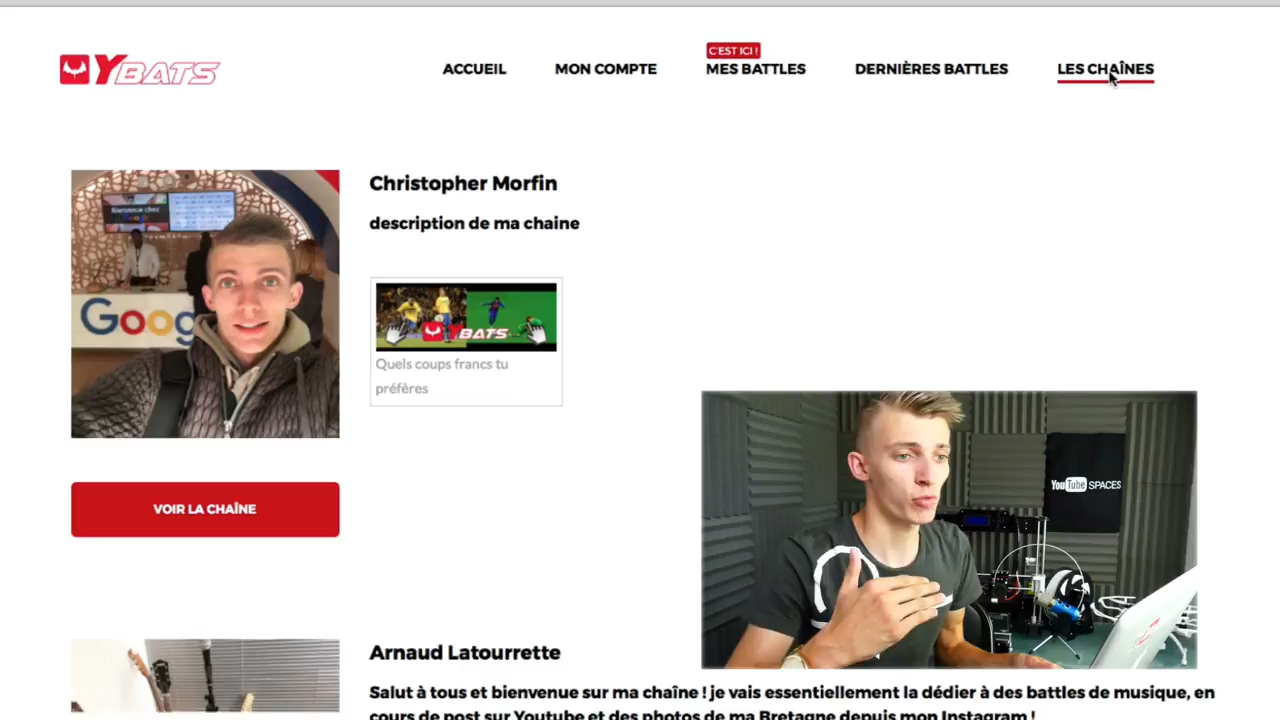 YBATS
ACCUEIL
MON COMPTE
C'EST ICI !
MES BATTLES
DERNIÈRES BATTLES
LES CHAÎNES
Bienvenue chez
Goog
Christopher Morfin
description de ma chaine
YBATS
Quels coups francs tu
préfères
VOIR LA CHAÎNE
YouTube SPACES
Arnaud Latourrette
Salut à tous et bienvenue sur ma chaîne ! je vais essentiellement la dédier à des battles de musique, en
cours de post sur Youtube et des photos de ma Bretagne depuis mon Instagram !